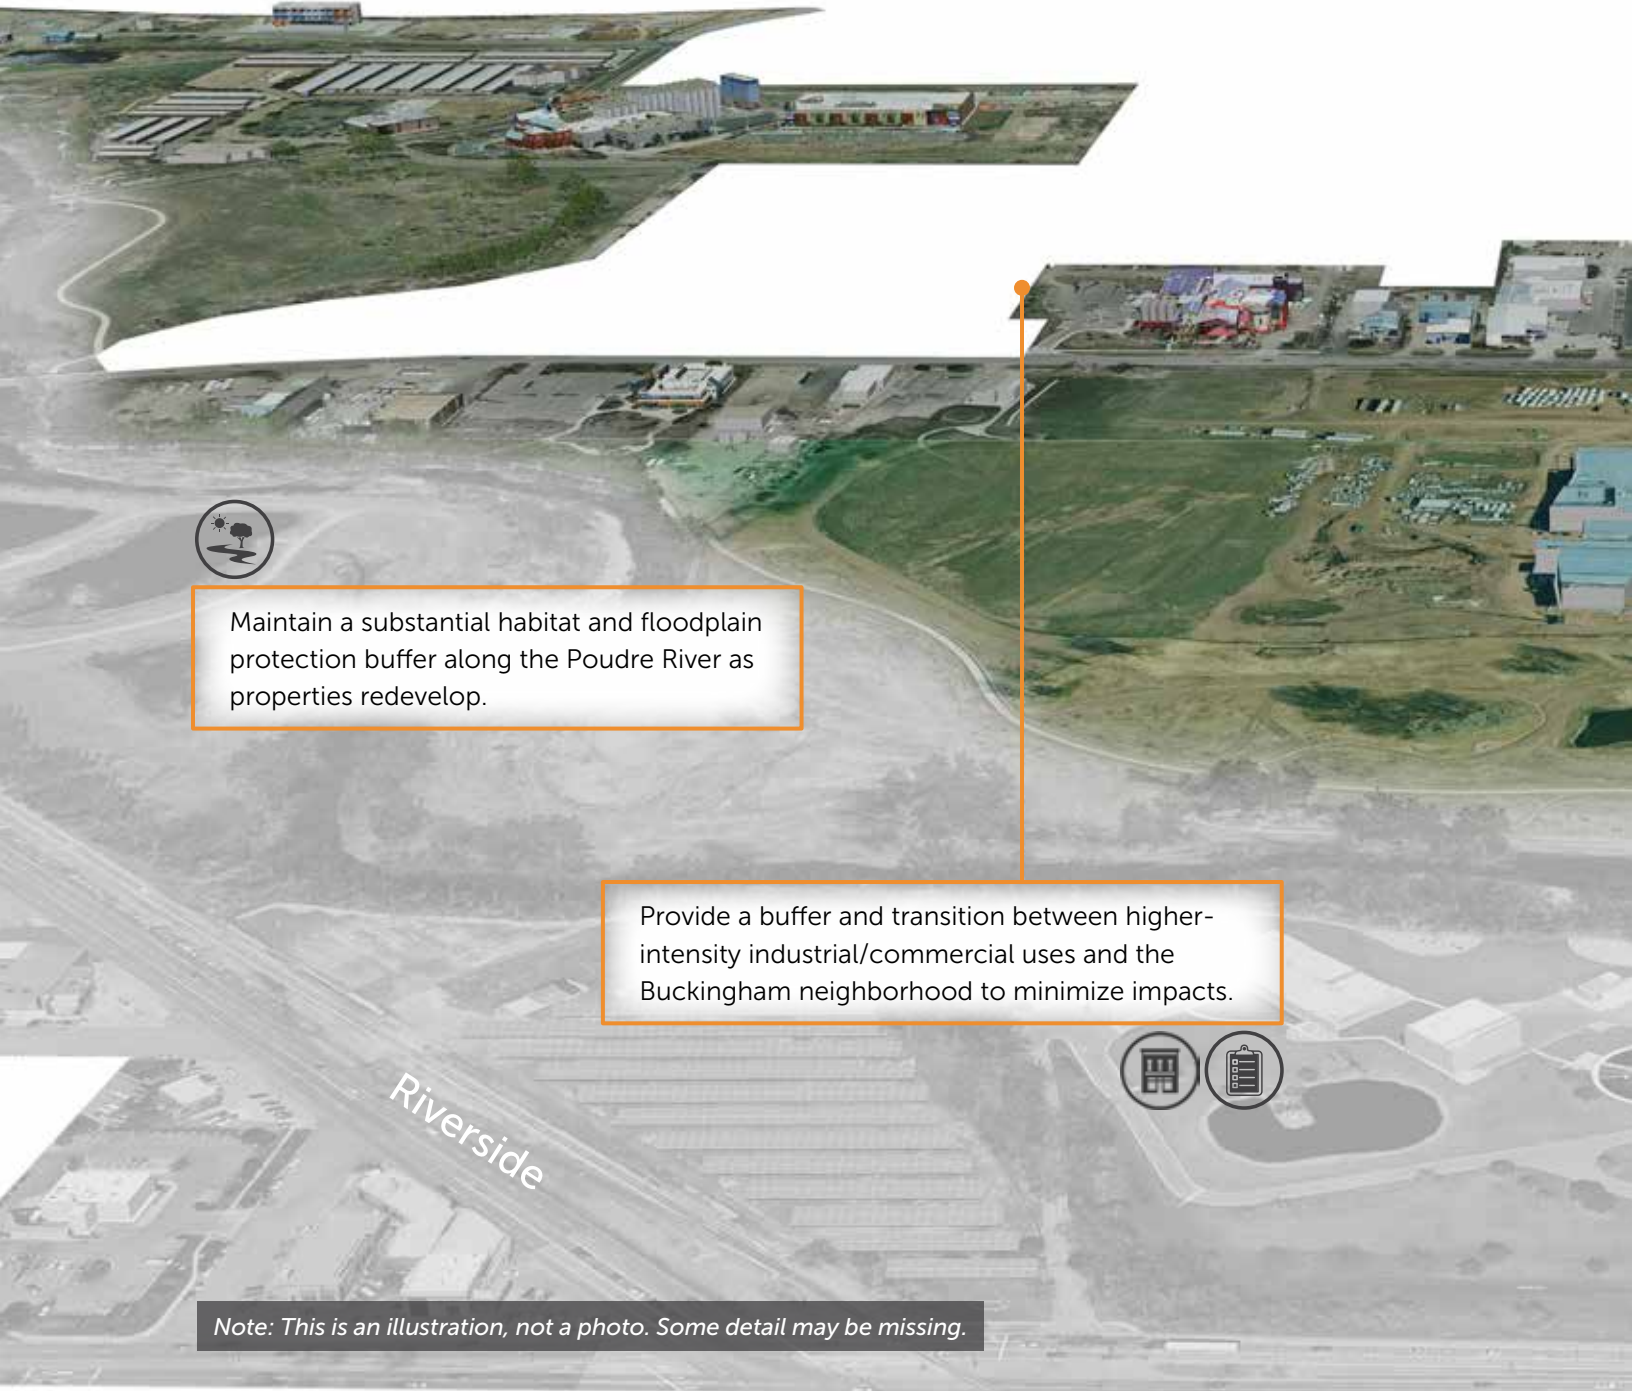 Maintain a substantial habitat and floodplain
protection buffer along the Poudre River as
properties redevelop.
Provide a buffer and transition between higher-
intensity industrial/commercial uses and the
Buckingham neighborhood to minimize impacts.
Riverside
Note: This is an illustration, not a photo. Some detail may be missing.